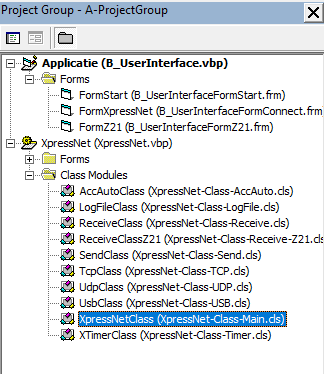 Project Group - A-ProjectGroup
Applicatie (B_UserInterface.vbp)
Forms
FormStart (B_UserInterfaceFormStart.frm)
FormXpressNet (B_UserInterfaceFormConnect.frm)
FormZ21 (B_UserInterfaceFormZ21.frm)
XpressNet (XpressNet.vbp)
Forms
Class Modules
AccAutoClass (XpressNet-Class-AccAuto.cls)
LogFileClass (XpressNet-Class-LogFile.cls)
ReceiveClass (XpressNet-Class-Receive.cls)
ReceiveClassZ21 (XpressNet-Class-Receive-Z21.cls)
SendClass (XpressNet-Class-Send.cls)
TcpClass (XpressNet-Class-TCP.cls)
UdpClass (XpressNet-Class-UDP.cls)
UsbClass (XpressNet-Class-USB.cls)
XpressNetClass (XpressNet-Class-Main.cls)
XTimerClass (XpressNet-Class-Timer.cls)